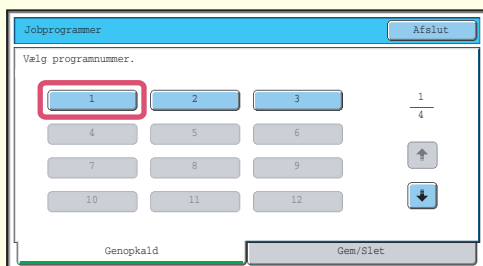 Jobprogrammer Afslut
Vælg programnummer.
1 2 3
4 5 6
7 8 9
10 11 12
1
4
Genopkald Gem/Slet